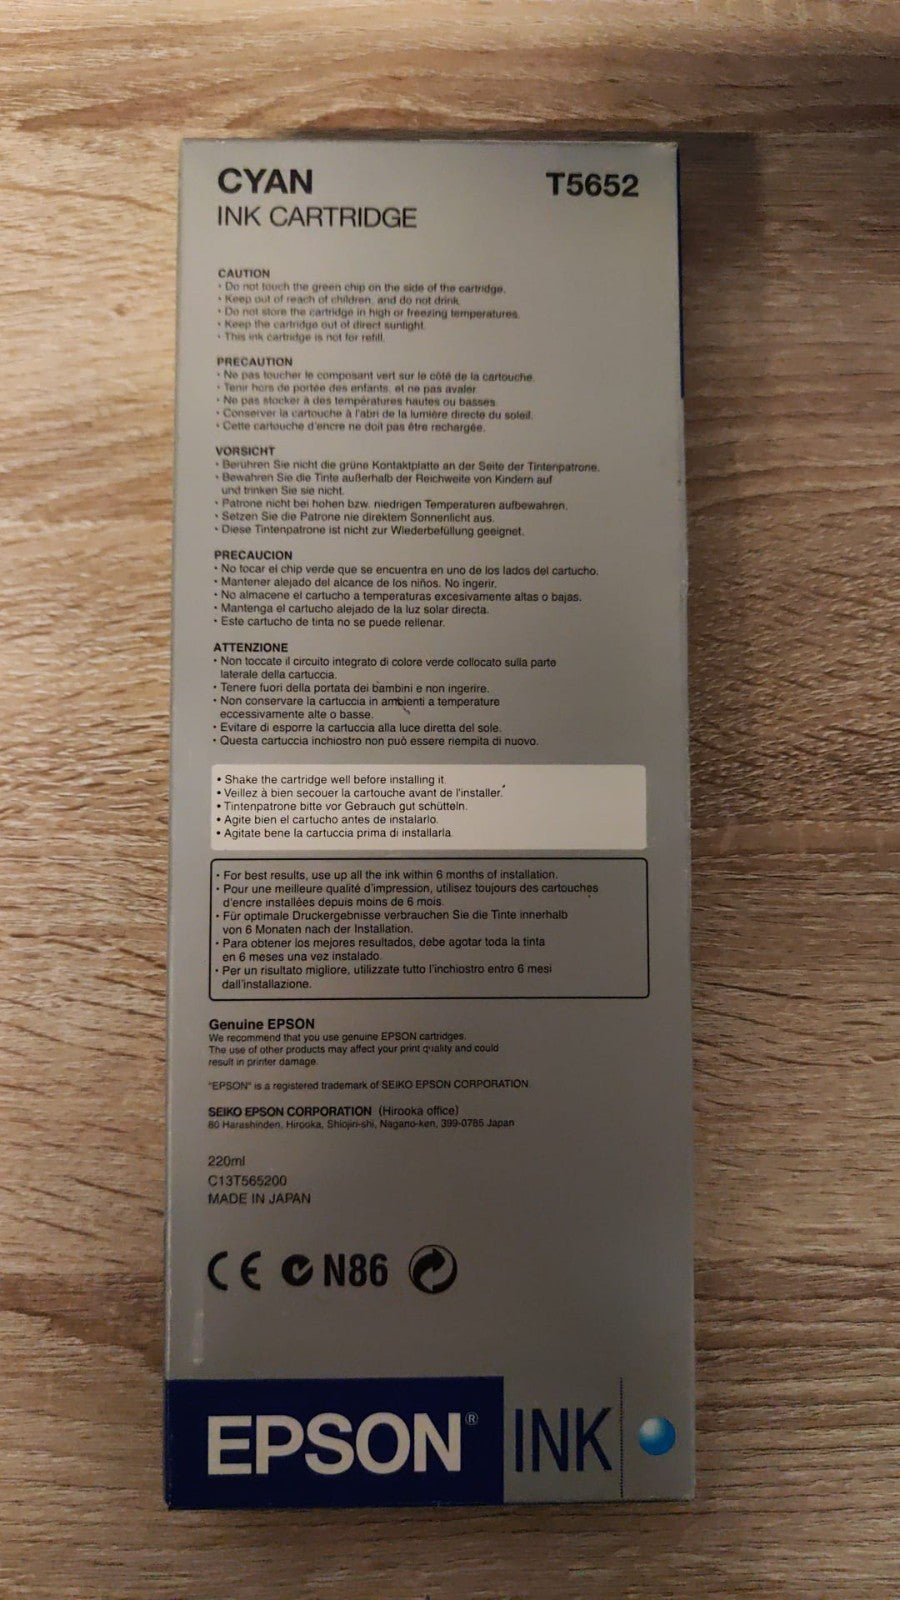 CYAN
T5652
INK CARTRIDGE
CAUTION
• Do not touch the green chip on the side of the cartridge.
• Keep out of reach of children, and do not drink.
• Do not store the cartridge in high or freezing temperatures.
• Keep the cartridge out of direct sunlight.
• This ink cartridge is not for refill.
PRECAUTION
• Ne pas toucher le composant vert sur le côté de la cartouche.
• Tenir hors de portée des enfants, et ne pas avaler.
• Ne pas stocker à des températures hautes ou basses.
• Conserver la cartouche à l'abri de la lumière directe du soleil.
• Cette cartouche d'encre ne doit pas être rechargée.
VORSICHT
• Berühren Sie nicht die grüne Kontaktplatte an der Seite der Tintenpatrone.
• Bewahren Sie die Tinte außerhalb der Reichweite von Kindern auf
und trinken Sie sie nicht.
• Patrone nicht bei hohen bzw. niedrigen Temperaturen aufbewahren.
• Setzen Sie die Patrone nie direktem Sonnenlicht aus.
• Diese Tintenpatrone ist nicht zur Wiederbefüllung geeignet.
PRECAUCION
• No tocar el chip verde que se encuentra en uno de los lados del cartucho.
• Mantener alejado del alcance de los niños. No ingerir.
• No almacene el cartucho a temperaturas excesivamente altas o bajas.
• Mantenga el cartucho alejado de la luz solar directa.
• Este cartucho de tinta no se puede rellenar.
ATTENZIONE
• Non toccate il circuito integrato di colore verde collocato sulla parte
laterale della cartuccia.
• Tenere fuori della portata dei bambini e non ingerire.
• Non conservare la cartuccia in ambienti a temperature
eccessivamente alte o basse.
• Evitare di esporre la cartuccia alla luce diretta del sole.
• Questa cartuccia inchiostro non può essere riempita di nuovo.
• Shake the cartridge well before installing it.
• Veillez à bien secouer la cartouche avant de l'installer.
• Tintenpatrone bitte vor Gebrauch gut schütteln.
• Agite bien el cartucho antes de instalarlo.
• Agitate bene la cartuccia prima di installarla.
• For best results, use up all the ink within 6 months of installation.
• Pour une meilleure qualité d'impression, utilisez toujours des cartouches
d'encre installées depuis moins de 6 mois.
• Für optimale Druckergebnisse verbrauchen Sie die Tinte innerhalb
von 6 Monaten nach der Installation.
• Para obtener los mejores resultados, debe agotar toda la tinta
en 6 meses una vez instalado.
• Per un risultato migliore, utilizzate tutto l'inchiostro entro 6 mesi
dall'installazione.
Genuine EPSON
We recommend that you use genuine EPSON cartridges.
The use of other products may affect your print quality and could
result in printer damage.
"EPSON" is a registered trademark of SEIKO EPSON CORPORATION.
SEIKO EPSON CORPORATION (Hirooka office)
80 Harashinden, Hirooka, Shiojiri-shi, Nagano-ken, 399-0785 Japan
220ml
C13T565200
MADE IN JAPAN
CE N86
EPSON® INK